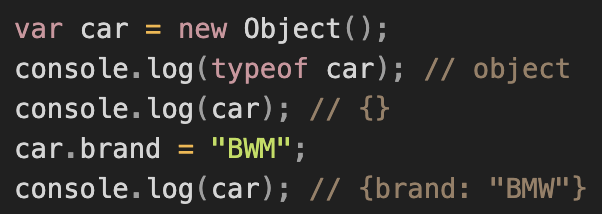 var car = new Object();
console.log(typeof car); // object
console.log(car); // {}
car.brand = "BWM";
console.log(car); // {brand: "BMW"}